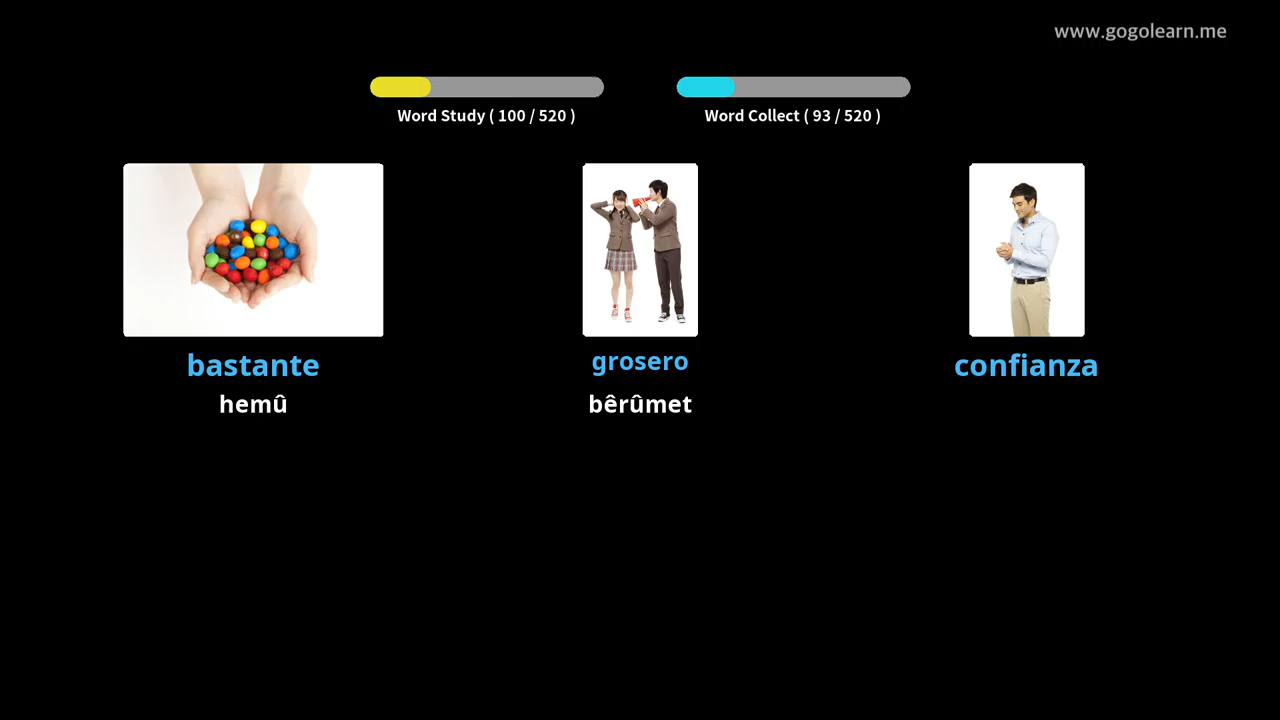 www.gogolearn.me
Word Study ( 100 / 520 )
Word Collect ( 93 / 520 )
bastante
hemû
grosero
bêrûmet
confianza